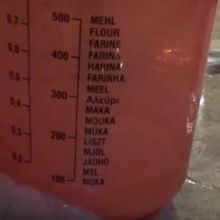 0.7
0.6
0.5
0.4
0.3
0.2
500
400
300
200
100
MEHL
FLOUR
FARINE
FARINA
HARINA
FARINHA
MEEL
Αλεύρι
MAKA
MOUKA
MUKA
LISZT
MJÖL
JAUHO
MEL
MOKA